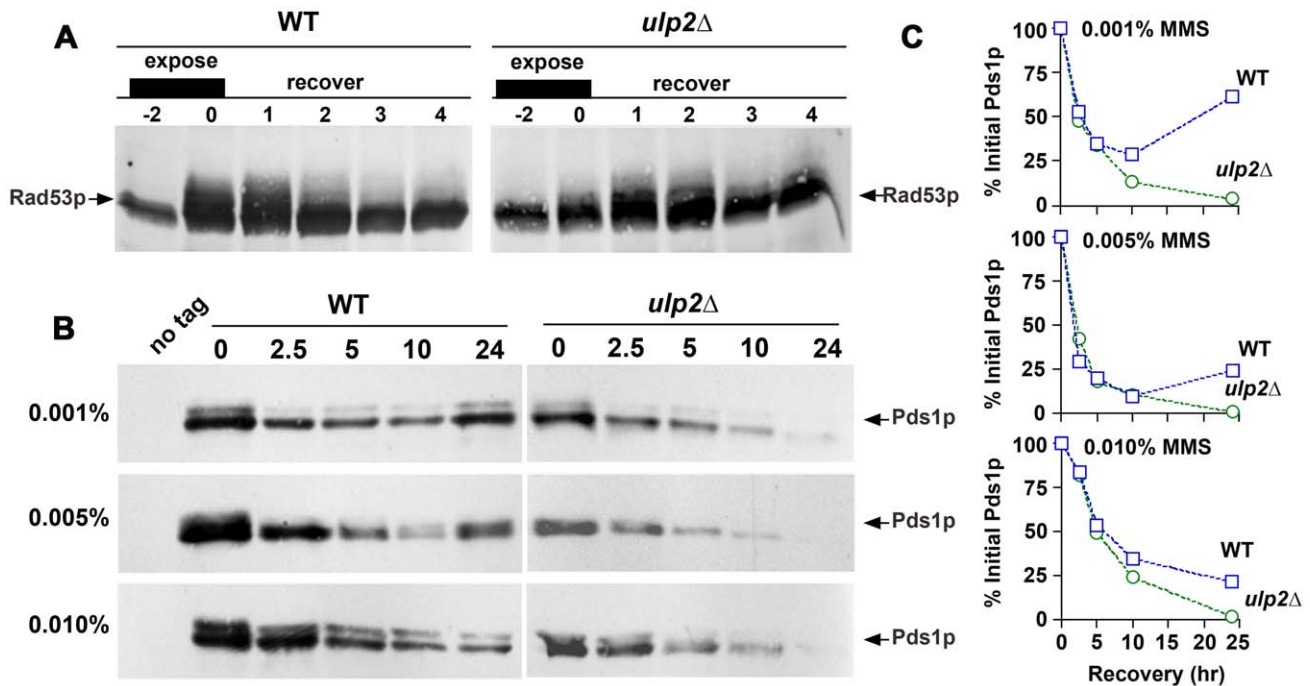 A
WT
ulp2Δ
expose
recover
expose
recover
-2 0 1 2 3 4
-2 0 1 2 3 4
Rad53p
Rad53p
B
no tag
WT
ulp2Δ
0 2.5 5 10 24
0 2.5 5 10 24
0.001%
Pds1p
0.005%
Pds1p
0.010%
Pds1p
C
% Initial Pds1p
100
75
50
25
0
0.001% MMS
WT
ulp2Δ
% Initial Pds1p
100
75
50
25
0
0.005% MMS
WT
ulp2Δ
% Initial Pds1p
100
75
50
25
0
0.010% MMS
WT
ulp2Δ
0 5 10 15 20 25
Recovery (hr)